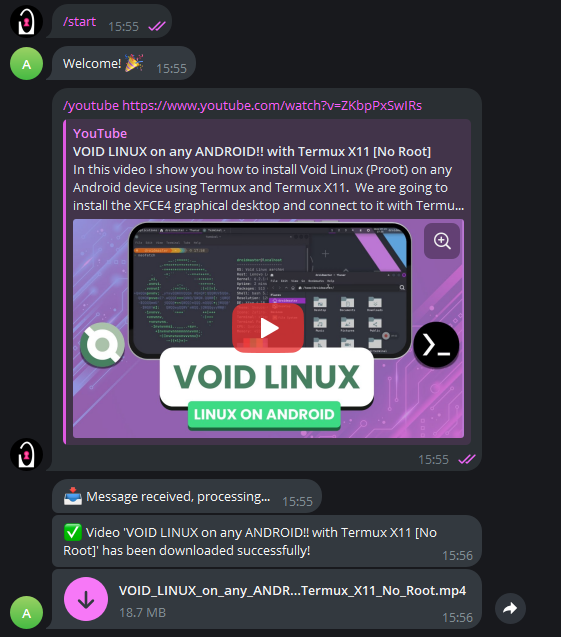 /start 15:55
A
Welcome! 🎉 15:55
/youtube https://www.youtube.com/watch?v=ZKbpPxSwIRs
YouTube
VOID LINUX on any ANDROID!! with Termux X11 [No Root]
In this video I show you how to install Void Linux (Proot) on any
Android device using Termux and Termux X11. We are going to
install the XFCE4 graphical desktop and connect to it with Termu...
VOID LINUX
LINUX ON ANDROID
15:55
📥 Message received, processing... 15:55
✅ Video 'VOID LINUX on any ANDROID!! with Termux X11 [No
Root]' has been downloaded successfully! 15:56
VOID_LINUX_on_any_ANDR...Termux_X11_No_Root.mp4
18.7 MB 15:56
A